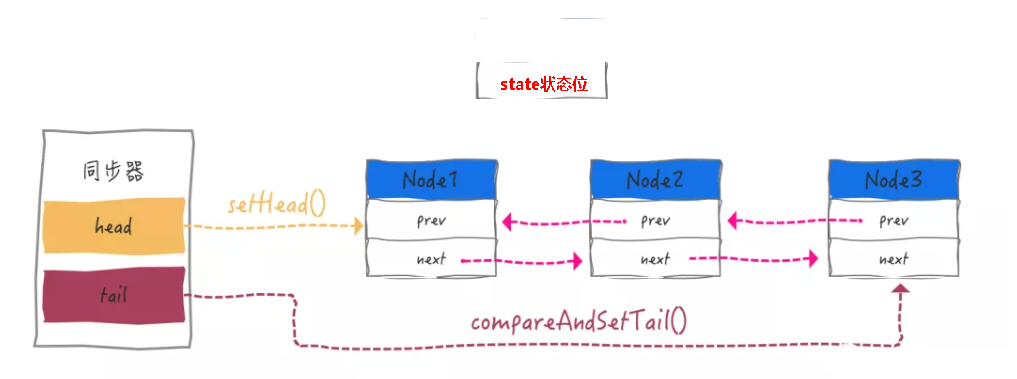 state状态位
同步器
head
tail
setHead()
Node1
prev
next
Node2
prev
next
Node3
prev
next
compareAndSetTail()